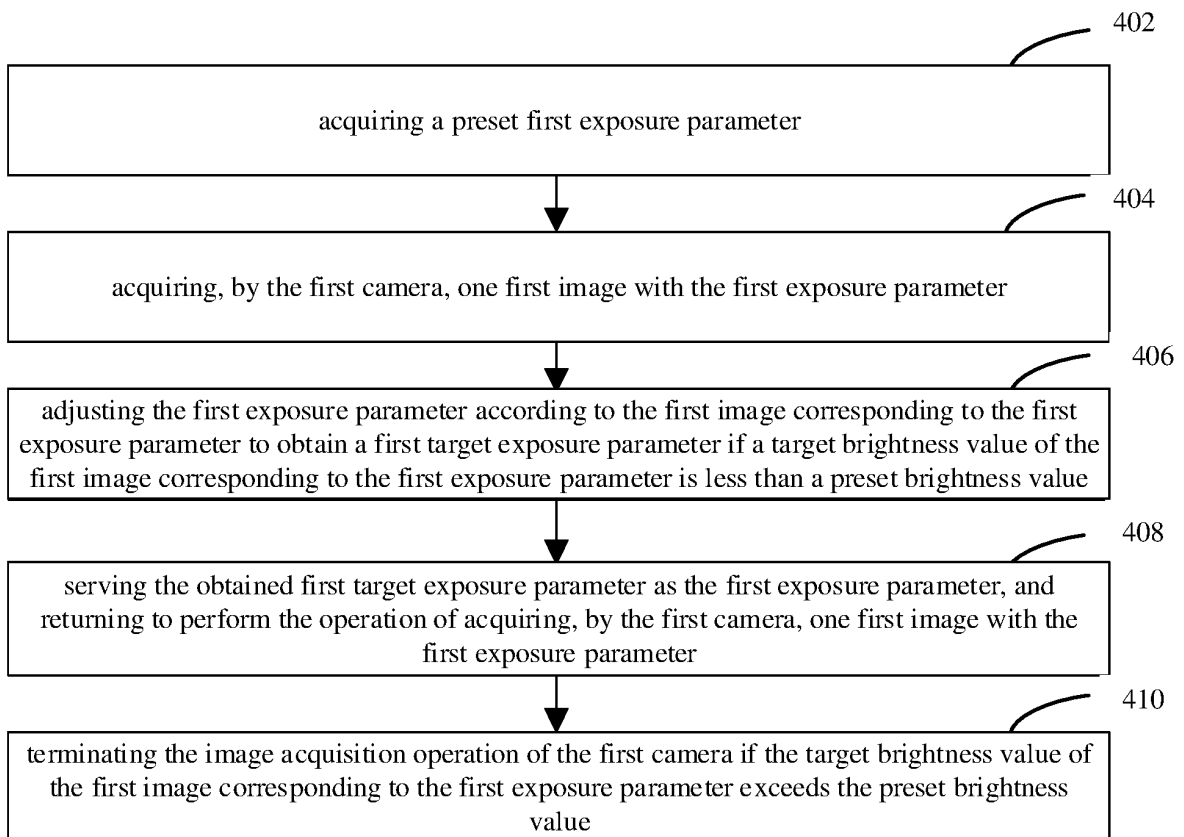 402
acquiring a preset first exposure parameter
404
acquiring, by the first camera, one first image with the first exposure parameter
406
adjusting the first exposure parameter according to the first image corresponding to the first
exposure parameter to obtain a first target exposure parameter if a target brightness value of the
first image corresponding to the first exposure parameter is less than a preset brightness value
408
serving the obtained first target exposure parameter as the first exposure parameter, and
returning to perform the operation of acquiring, by the first camera, one first image with the
first exposure parameter
410
terminating the image acquisition operation of the first camera if the target brightness value of
the first image corresponding to the first exposure parameter exceeds the preset brightness
value